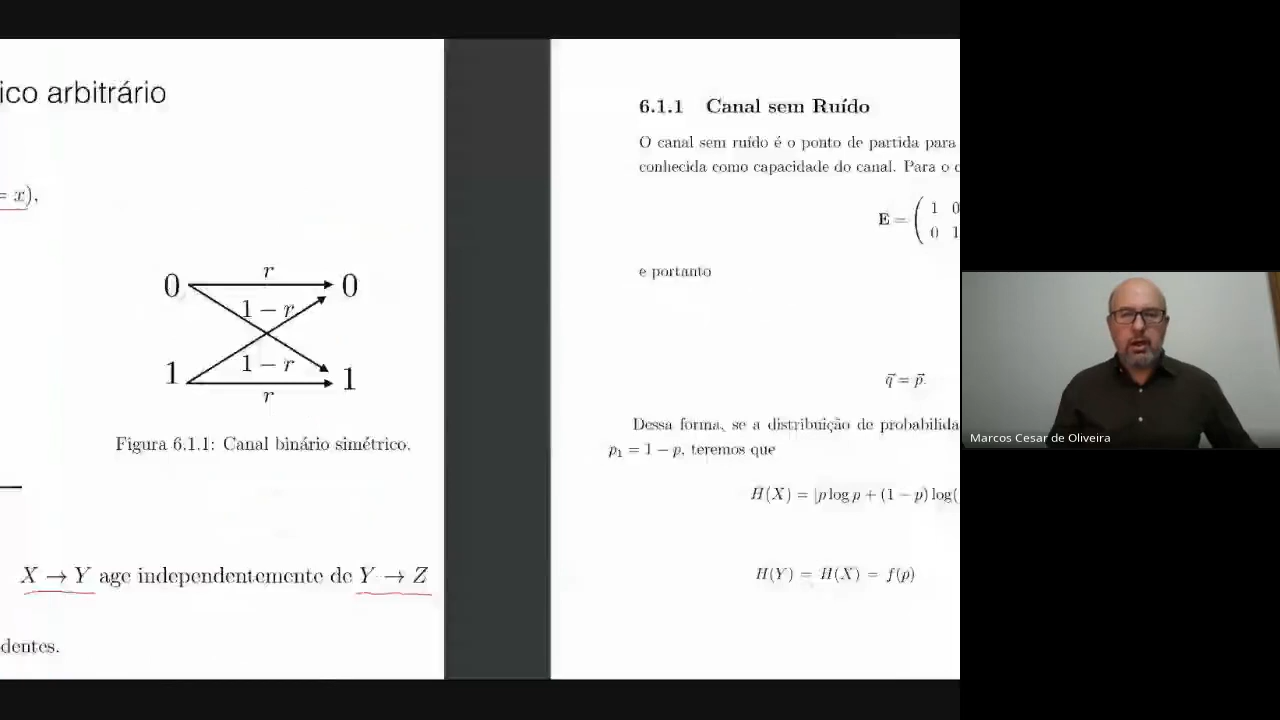 ico arbitrário
= x),
0 r 0
1 − r
1 − r
1 r 1
Figura 6.1.1: Canal binário simétrico.
X → Y age independentemente de Y → Z
dentes.
6.1.1 Canal sem Ruído
O canal sem ruído é o ponto de partida para
conhecida como capacidade do canal. Para o c
E = ( 1 0
0 1
e portanto
q⃗ = p⃗.
Dessa forma, se a distribuição de probabilida
p₁ = 1 − p, teremos que
H(X) = |p log p + (1 − p) log(
H(Y) = H(X) = f(p)
Marcos Cesar de Oliveira